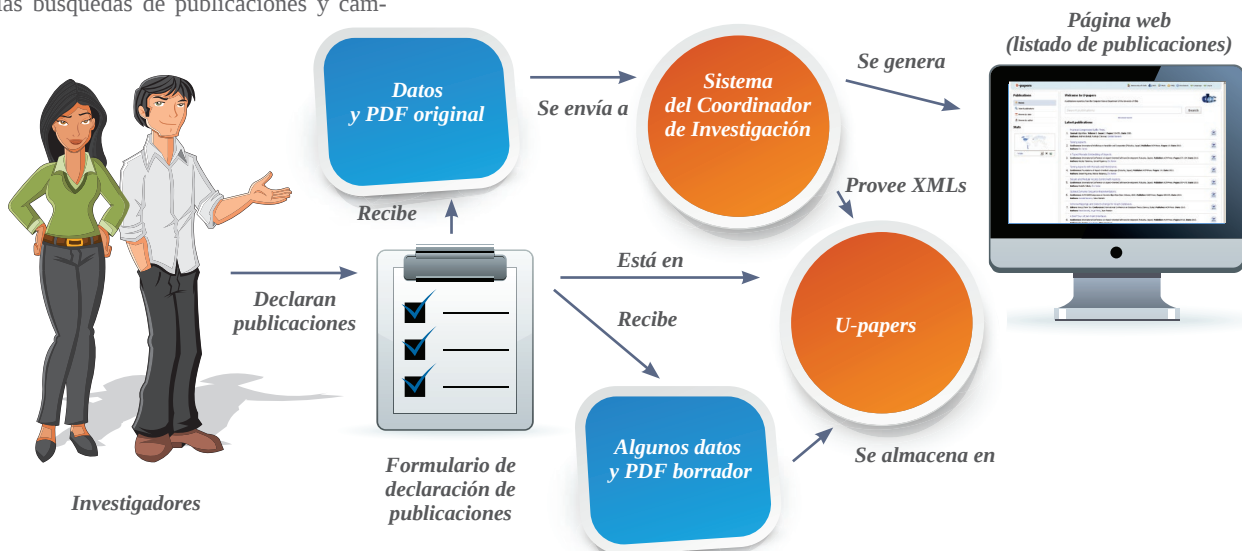 las búsquedas de publicaciones y cam-
Página web
(listado de publicaciones)
Datos
y PDF original
Se envía a
Sistema
del Coordinador
de Investigación
Se genera
Recibe
Provee XMLs
Declaran
publicaciones
Está en
Recibe
U-papers
Algunos datos
y PDF borrador
Se almacena en
Formulario de
declaración de
publicaciones
Investigadores